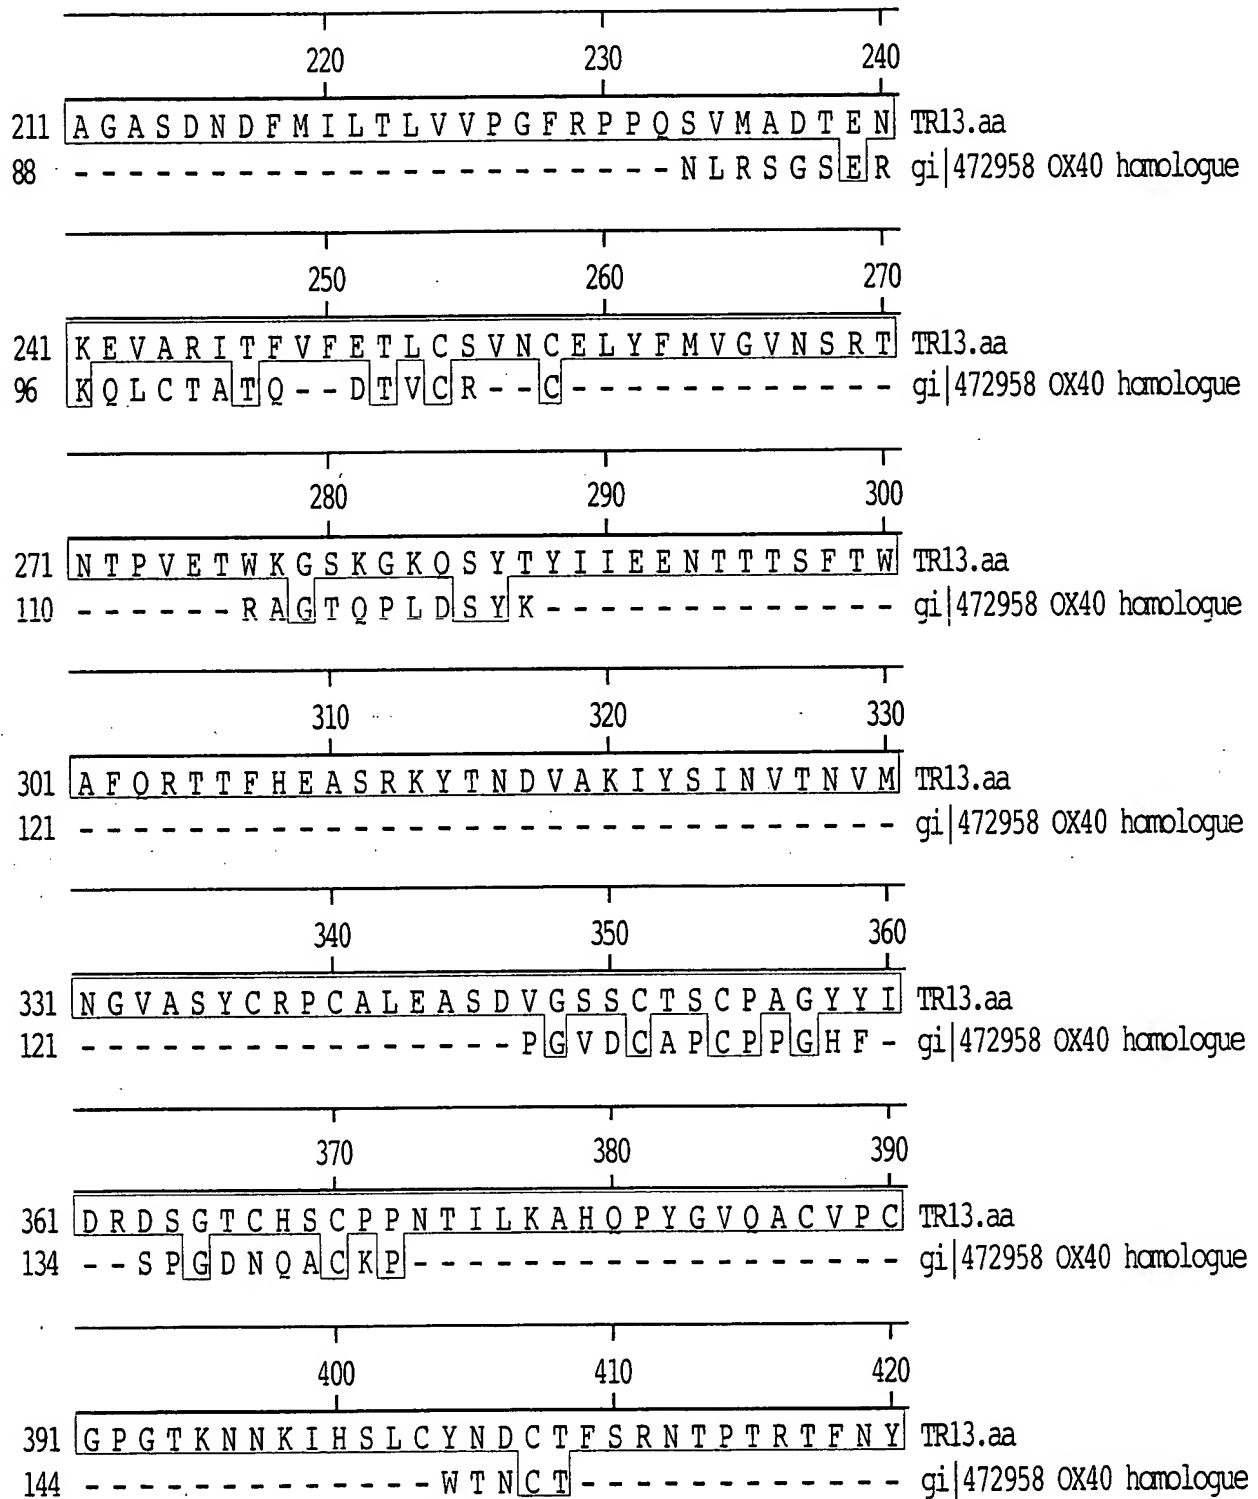 220 230 240
211 A G A S D N D F M I L T L V V P G F R P P Q S V M A D T E N TR13.aa
88 - - - - - - - - - - - - - - - - - - - - - - N L R S G S E R gi|472958 OX40 homologue
250 260 270
241 K E V A R I T F V F E T L C S V N C E L Y F M V G V N S R T TR13.aa
96 K Q L C T A T Q - - D T V C R - - C - - - - - - - - - - - - gi|472958 OX40 homologue
280 290 300
271 N T P V E T W K G S K G K Q S Y T Y I I E E N T T T S F T W TR13.aa
110 - - - - - - R A G T Q P L D S Y K - - - - - - - - - - - - - gi|472958 OX40 homologue
310 320 330
301 A F Q R T T F H E A S R K Y T N D V A K I Y S I N V T N V M TR13.aa
121 - - - - - - - - - - - - - - - - - - - - - - - - - - - - - - gi|472958 OX40 homologue
340 350 360
331 N G V A S Y C R P C A L E A S D V G S S C T S C P A G Y Y I TR13.aa
121 - - - - - - - - - - - - - - - - P G V D C A P C P P G H F - gi|472958 OX40 homologue
370 380 390
361 D R D S G T C H S C P P N T I L K A H Q P Y G V Q A C V P C TR13.aa
134 - - S P G D N Q A C K P - - - - - - - - - - - - - - - - - - gi|472958 OX40 homologue
400 410 420
391 G P G T K N N K I H S L C Y N D C T F S R N T P T R T F N Y TR13.aa
144 - - - - - - - - - - - - - W T N C T - - - - - - - - - - - - gi|472958 OX40 homologue